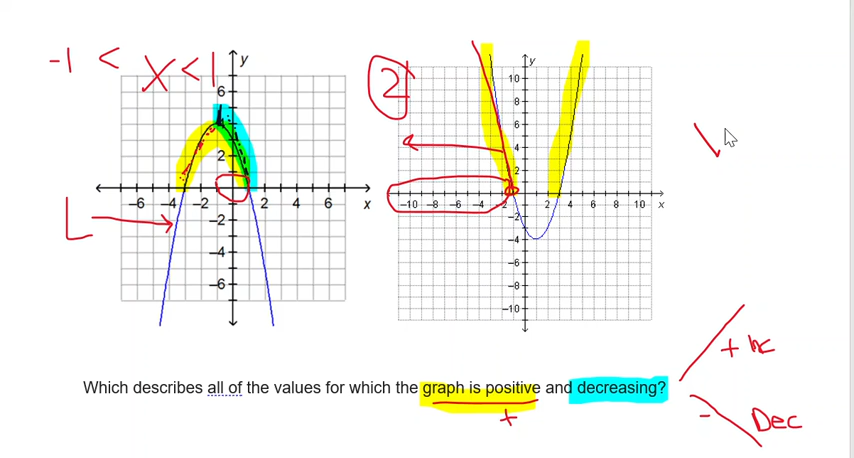 -1 < x < 1
y
6
4
2
-6 -4 -2 2 4 6 x
-2
-4
-6
L
2
y
10
8
6
4
2
-10 -8 -6 -4 -2 2 4 6 8 10 x
-2
-4
-6
-8
-10
+ Inc
Which describes all of the values for which the graph is positive and decreasing?
+
- Dec